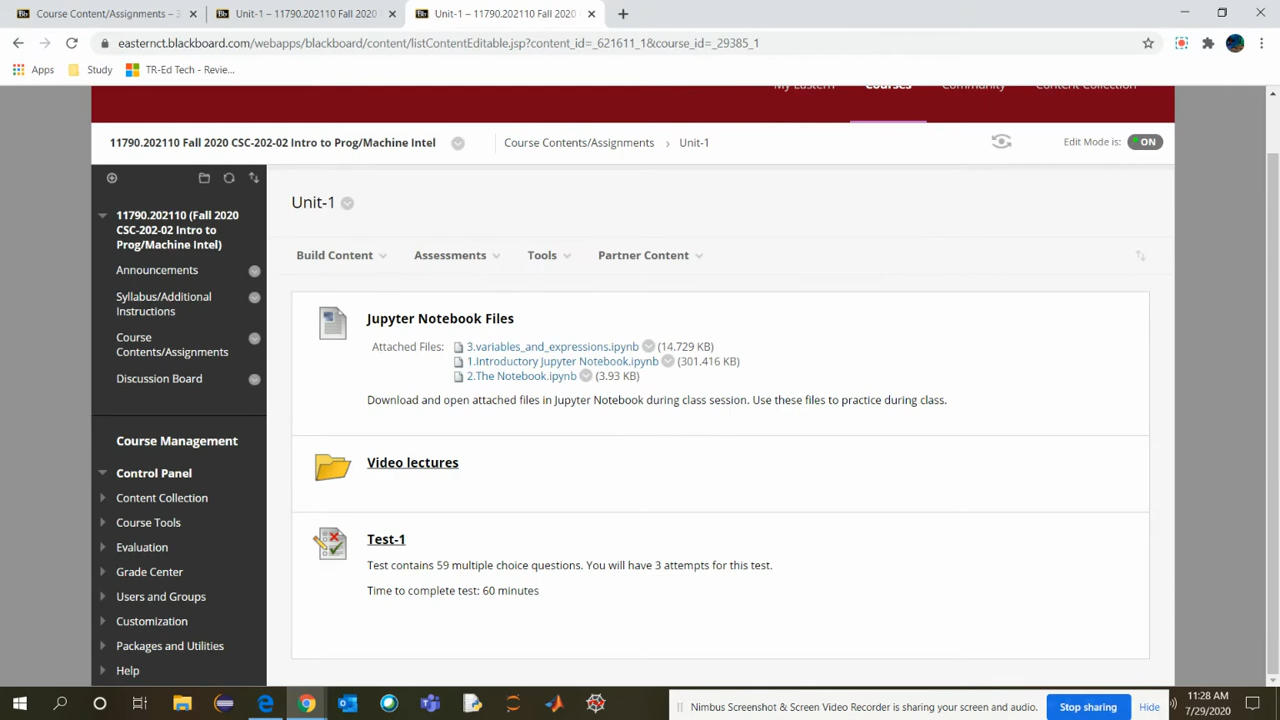 Course Content/Assignments – 
Unit-1 – 11790.202110 Fall 2020
Unit-1 – 11790.202110 Fall 2020
easternct.blackboard.com/webapps/blackboard/content/listContentEditable.jsp?content_id=_621611_1&course_id=_29385_1
Apps
Study
TR-Ed Tech - Revie...
My Eastern
Courses
Community
Content Collection
11790.202110 Fall 2020 CSC-202-02 Intro to Prog/Machine Intel
Course Contents/Assignments
Unit-1
Edit Mode is:
ON
11790.202110 (Fall 2020
CSC-202-02 Intro to
Prog/Machine Intel)
Announcements
Syllabus/Additional
Instructions
Course
Contents/Assignments
Discussion Board
Course Management
Control Panel
Content Collection
Course Tools
Evaluation
Grade Center
Users and Groups
Customization
Packages and Utilities
Help
Unit-1
Build Content
Assessments
Tools
Partner Content
Jupyter Notebook Files
Attached Files:
3.variables_and_expressions.ipynb (14.729 KB)
1.Introductory Jupyter Notebook.ipynb (301.416 KB)
2.The Notebook.ipynb (3.93 KB)
Download and open attached files in Jupyter Notebook during class session. Use these files to practice during class.
Video lectures
Test-1
Test contains 59 multiple choice questions. You will have 3 attempts for this test.
Time to complete test: 60 minutes
Nimbus Screenshot & Screen Video Recorder is sharing your screen and audio.
Stop sharing
Hide
11:28 AM
7/29/2020